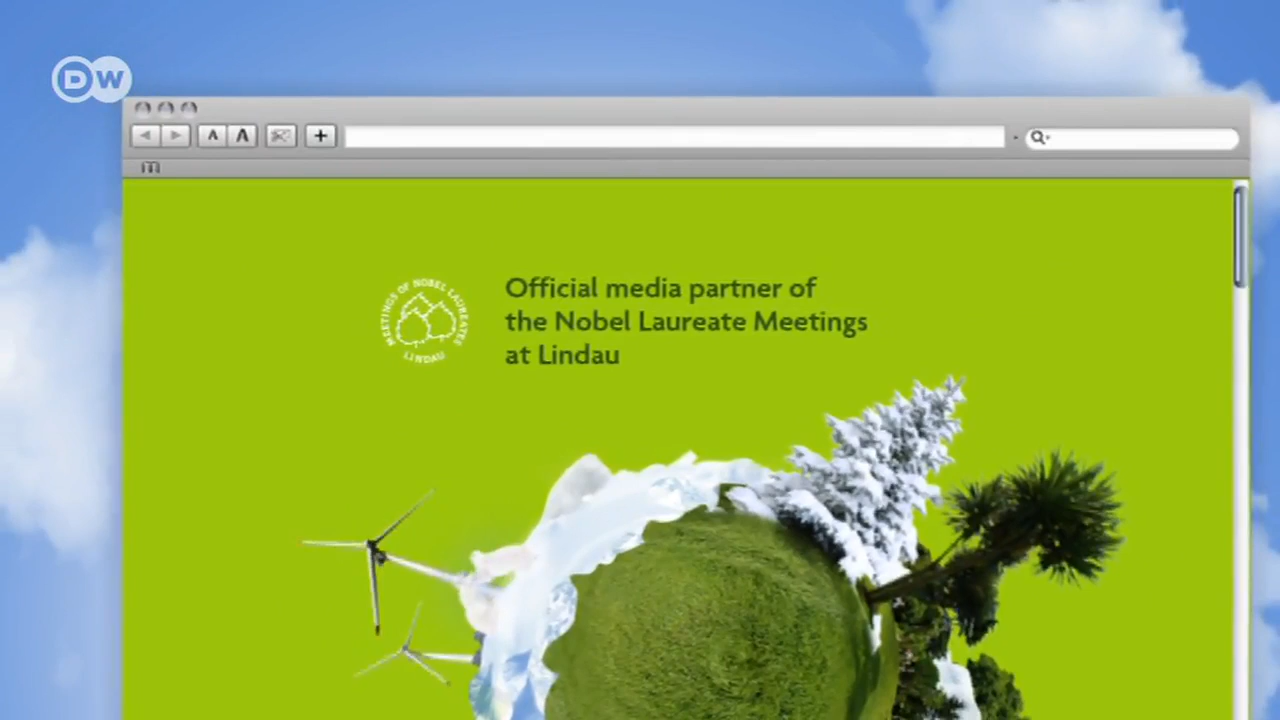 DW
A A +
m
Official media partner of
the Nobel Laureate Meetings
at Lindau
MEETINGS OF NOBEL LAUREATES
LINDAU